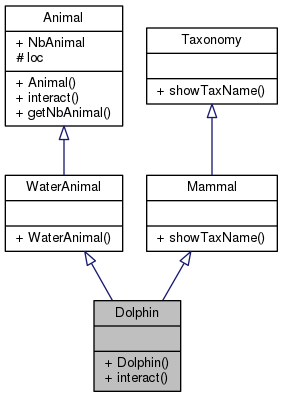 Animal
+ NbAnimal
# loc
+ Animal()
+ interact()
+ getNbAnimal()
Taxonomy
+ showTaxName()
WaterAnimal
+ WaterAnimal()
Mammal
+ showTaxName()
Dolphin
+ Dolphin()
+ interact()